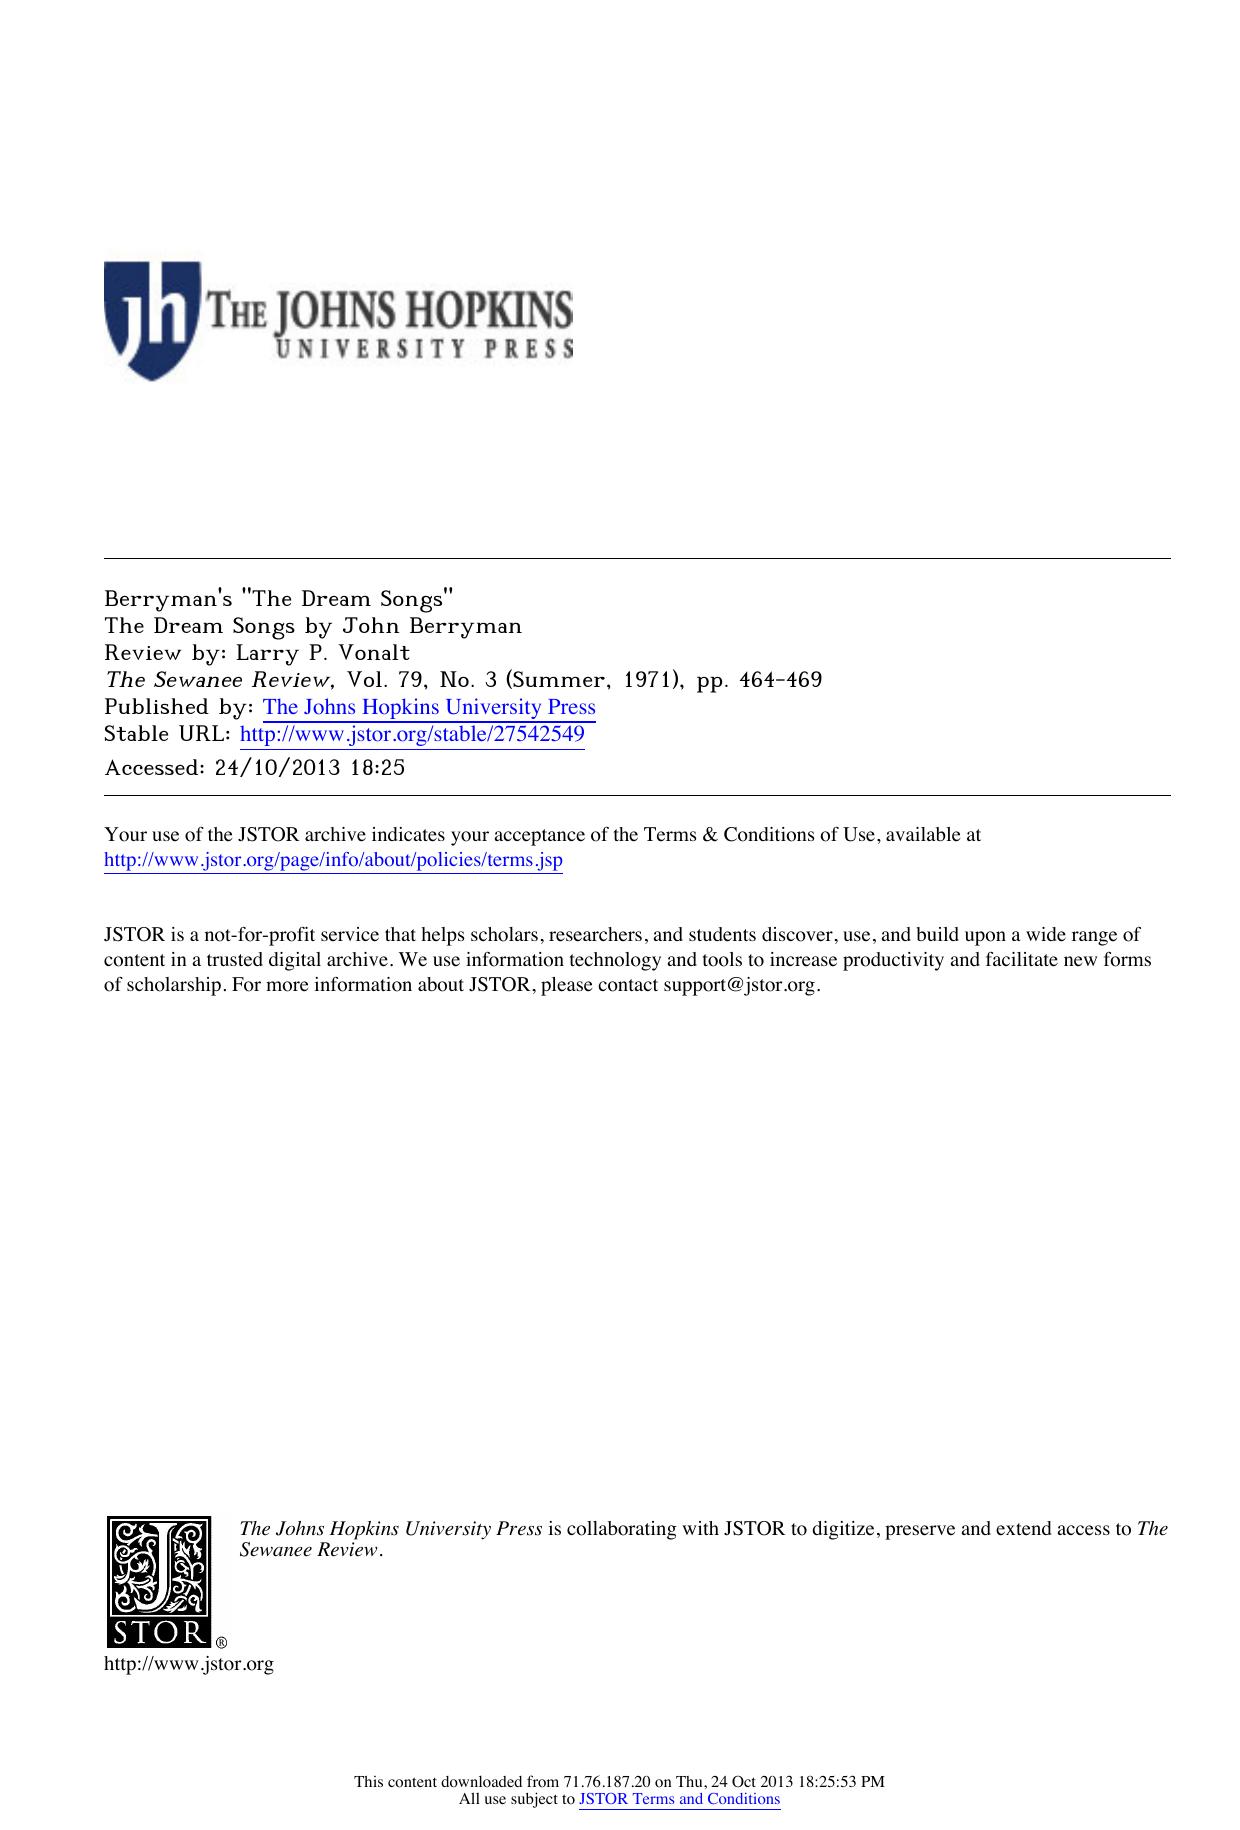 jh THE JOHNS HOPKINS
UNIVERSITY PRESS
Berryman's "The Dream Songs"
The Dream Songs by John Berryman
Review by: Larry P. Vonalt
The Sewanee Review, Vol. 79, No. 3 (Summer, 1971), pp. 464-469
Published by: The Johns Hopkins University Press
Stable URL: http://www.jstor.org/stable/27542549
Accessed: 24/10/2013 18:25
Your use of the JSTOR archive indicates your acceptance of the Terms & Conditions of Use, available at
http://www.jstor.org/page/info/about/policies/terms.jsp
JSTOR is a not-for-profit service that helps scholars, researchers, and students discover, use, and build upon a wide range of
content in a trusted digital archive. We use information technology and tools to increase productivity and facilitate new forms
of scholarship. For more information about JSTOR, please contact support@jstor.org.
The Johns Hopkins University Press is collaborating with JSTOR to digitize, preserve and extend access to The
Sewanee Review.
J
STOR ®
http://www.jstor.org
This content downloaded from 71.76.187.20 on Thu, 24 Oct 2013 18:25:53 PM
All use subject to JSTOR Terms and Conditions